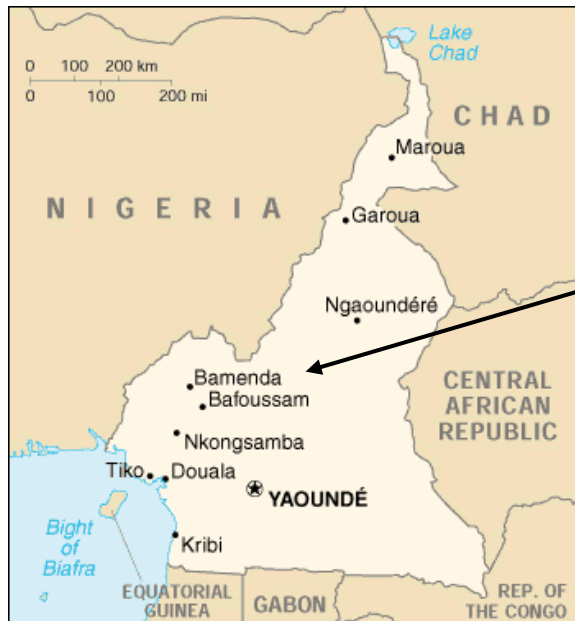 Lake
Chad
0 100 200 km
0 100 200 mi
CHAD
Maroua
NIGERIA
Garoua
Ngaoundéré
Bamenda
Bafoussam
CENTRAL
AFRICAN
REPUBLIC
Nkongsamba
Tiko
Douala
YAOUNDÉ
Bight
of
Biafra
Kribi
EQUATORIAL
GUINEA
GABON
REP. OF
THE CONGO